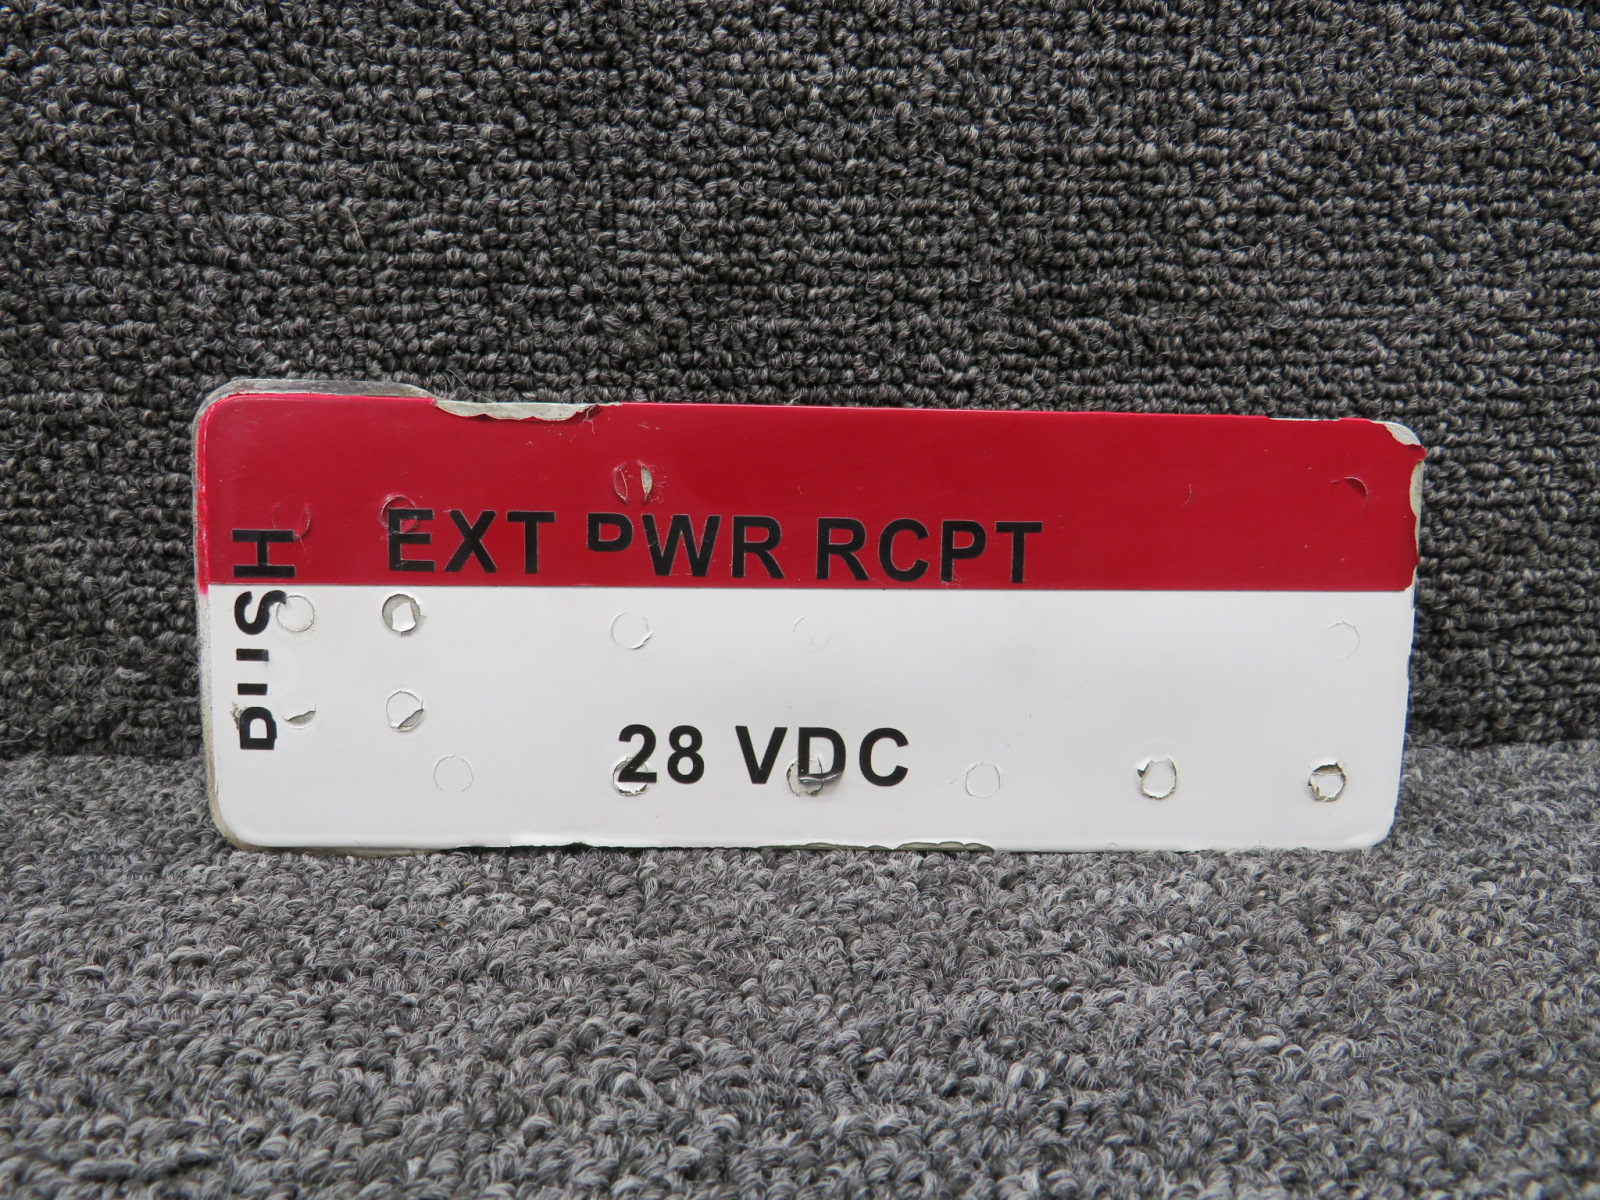 PUSH
EXT PWR RCPT
28 VDC